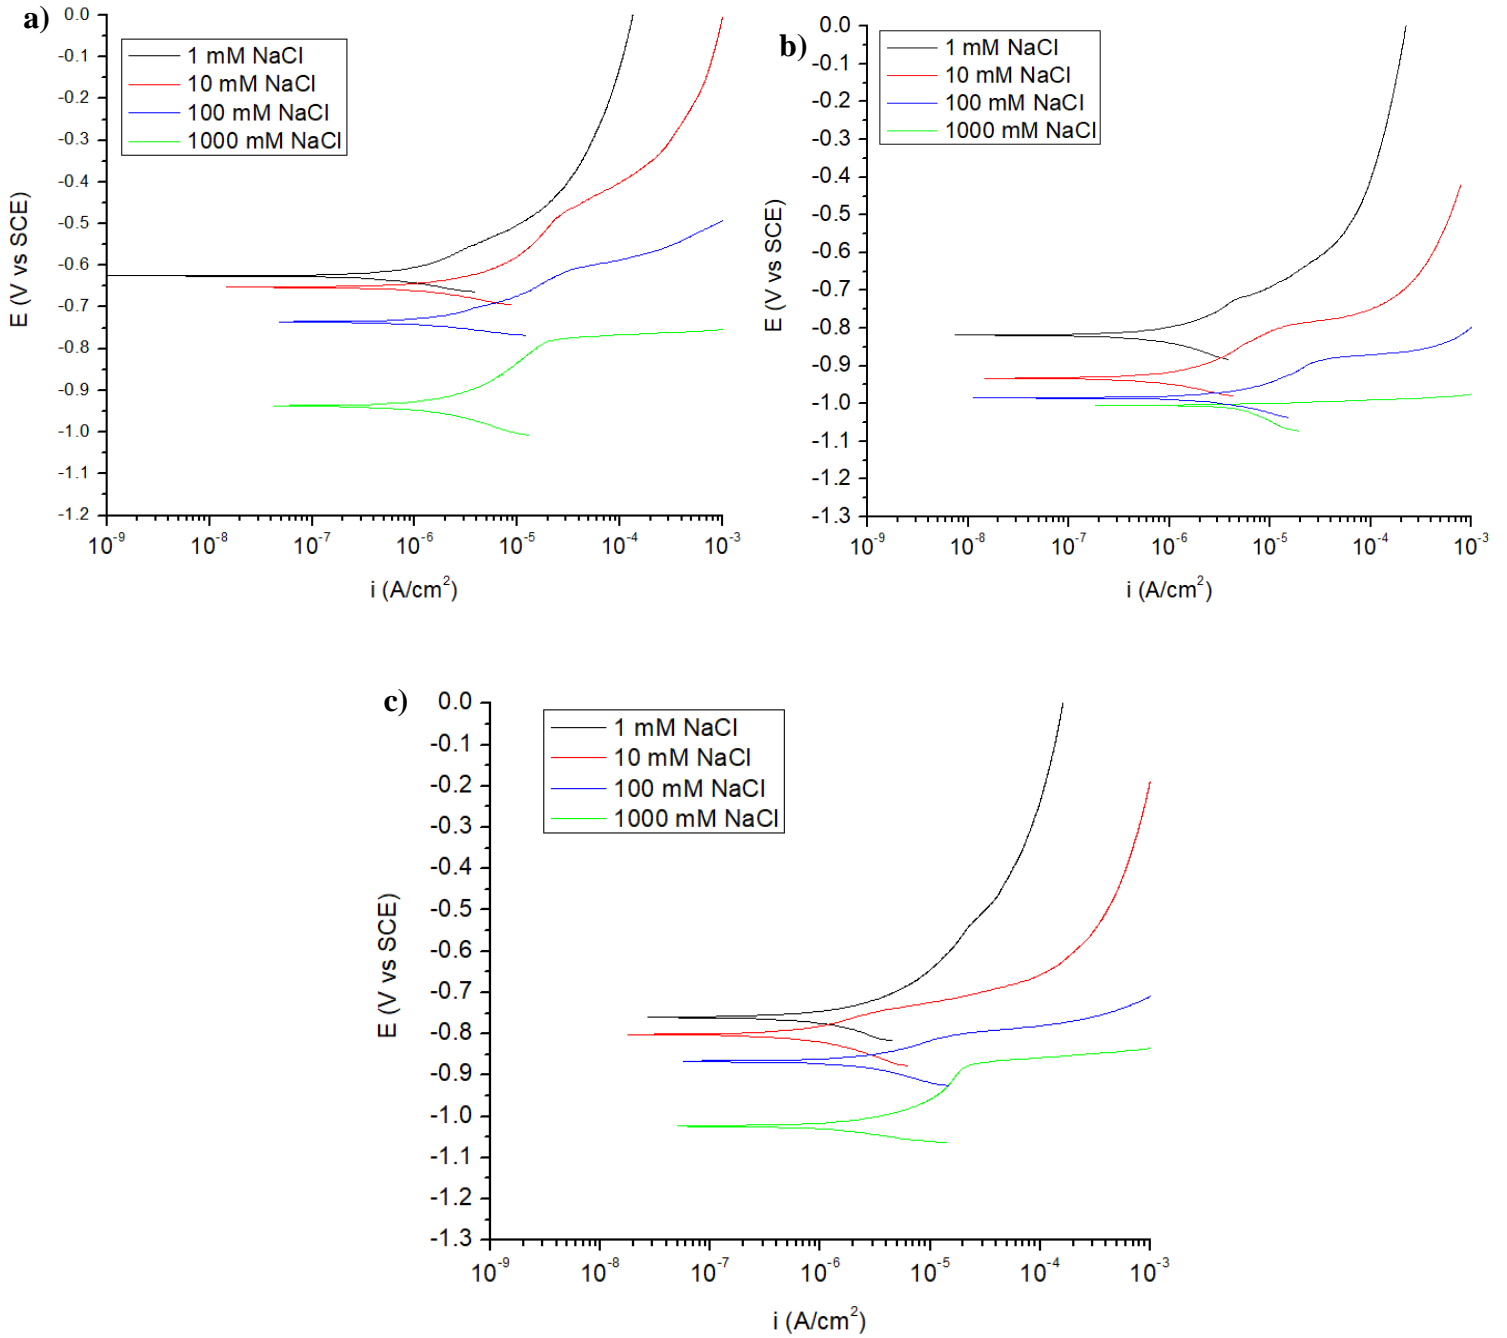 a)
0.0
-0.1
-0.2
-0.3
-0.4
-0.5
-0.6
-0.7
-0.8
-0.9
-1.0
-1.1
-1.2
E (V vs SCE)
1 mM NaCl
10 mM NaCl
100 mM NaCl
1000 mM NaCl
10⁻⁹ 10⁻⁸ 10⁻⁷ 10⁻⁶ 10⁻⁵ 10⁻⁴ 10⁻³
i (A/cm²)
b)
0.0
-0.1
-0.2
-0.3
-0.4
-0.5
-0.6
-0.7
-0.8
-0.9
-1.0
-1.1
-1.2
-1.3
E (V vs SCE)
1 mM NaCl
10 mM NaCl
100 mM NaCl
1000 mM NaCl
10⁻⁹ 10⁻⁸ 10⁻⁷ 10⁻⁶ 10⁻⁵ 10⁻⁴ 10⁻³
i (A/cm²)
c)
0.0
-0.1
-0.2
-0.3
-0.4
-0.5
-0.6
-0.7
-0.8
-0.9
-1.0
-1.1
-1.2
-1.3
E (V vs SCE)
1 mM NaCl
10 mM NaCl
100 mM NaCl
1000 mM NaCl
10⁻⁹ 10⁻⁸ 10⁻⁷ 10⁻⁶ 10⁻⁵ 10⁻⁴ 10⁻³
i (A/cm²)